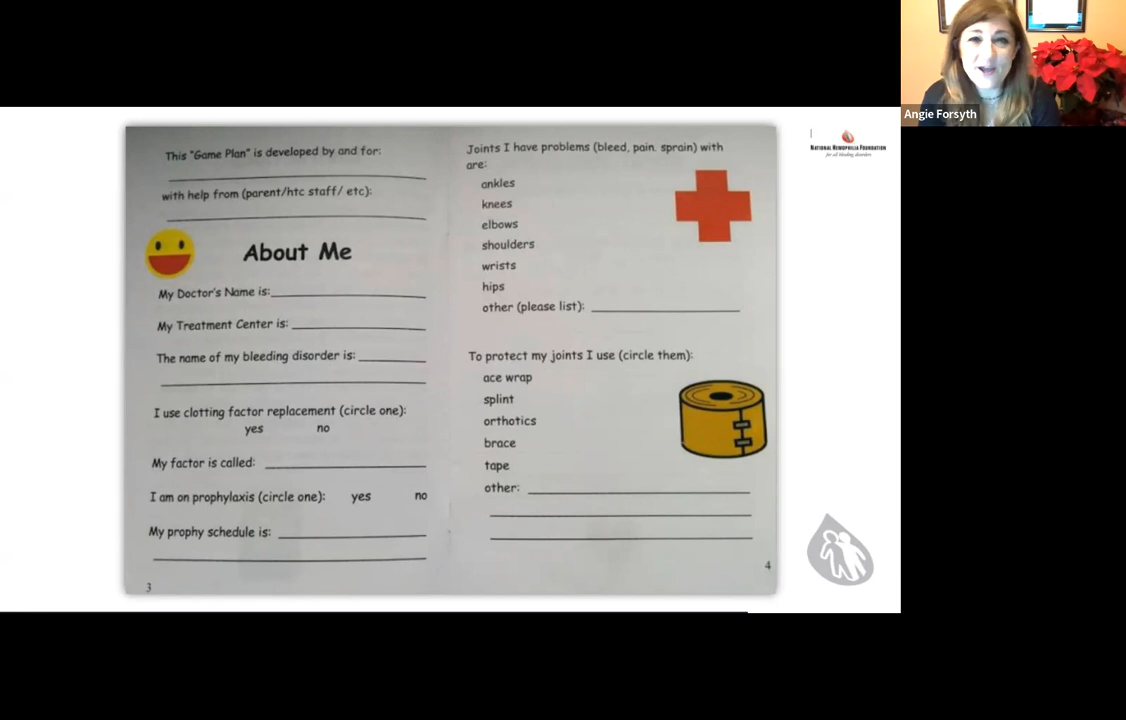 This "Game Plan" is developed by and for:
with help from (parent/htc staff/ etc):
About Me
My Doctor's Name is:
My Treatment Center is:
The name of my bleeding disorder is:
I use clotting factor replacement (circle one):
yes no
My factor is called:
I am on prophylaxis (circle one): yes no
My prophy schedule is:
3
Joints I have problems (bleed, pain, sprain) with
are:
ankles
knees
elbows
shoulders
wrists
hips
other (please list):
To protect my joints I use (circle them):
ace wrap
splint
orthotics
brace
tape
other:
4
NATIONAL HEMOPHILIA FOUNDATION
for all bleeding disorders
Angie Forsyth